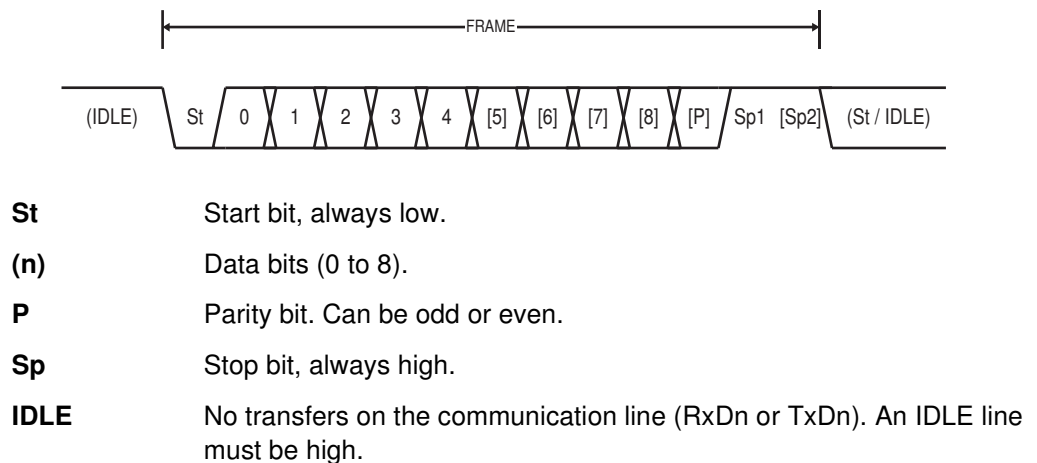 FRAME
(IDLE) St 0 1 2 3 4 [5] [6] [7] [8] [P] Sp1 [Sp2] (St / IDLE)
St Start bit, always low.
(n) Data bits (0 to 8).
P Parity bit. Can be odd or even.
Sp Stop bit, always high.
IDLE No transfers on the communication line (RxDn or TxDn). An IDLE line
must be high.